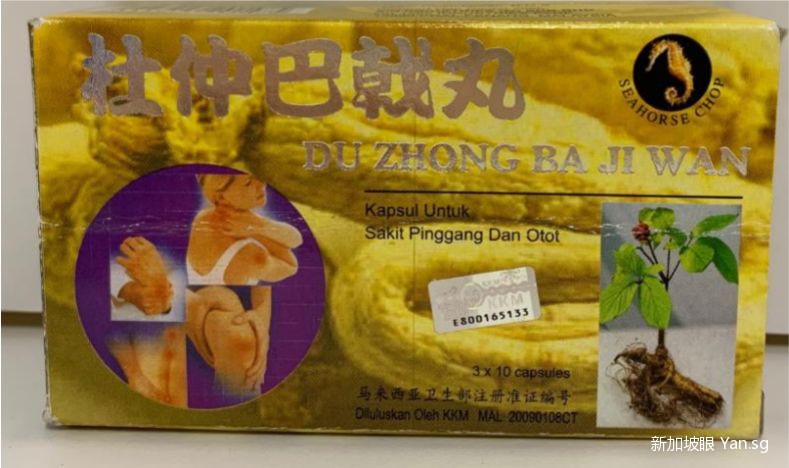 杜仲巴戟丸
SEAHORSE CHOP
DU ZHONG BA JI WAN
Kapsul Untuk
Sakit Pinggang Dan Otot
KKM
E800165133
3 x 10 capsules
马来西亚卫生部注册准证编号
Diluluskan Oleh KKM MAL 20090108CT
新加坡眼 Yan.sg